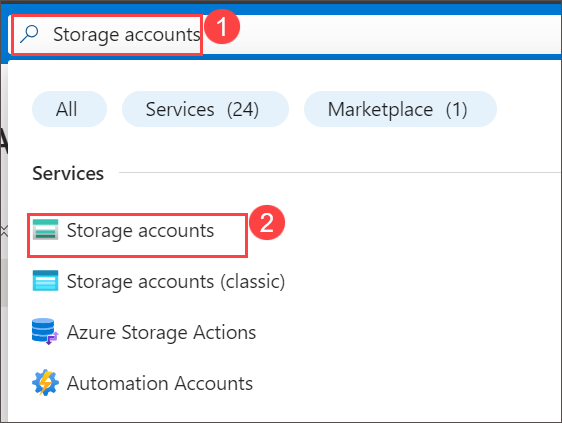 Storage accounts 1
All Services (24) Marketplace (1)
Services
Storage accounts 2
Storage accounts (classic)
Azure Storage Actions
Automation Accounts